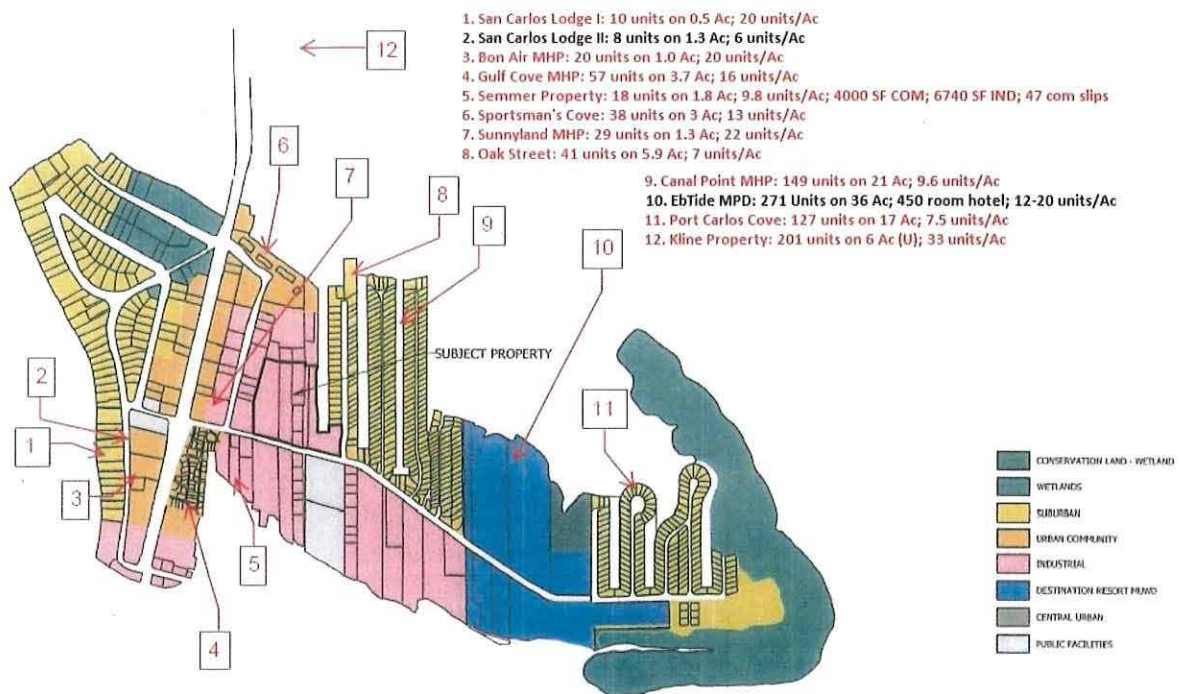 1. San Carlos Lodge I: 10 units on 0.5 Ac; 20 units/Ac
2. San Carlos Lodge II: 8 units on 1.3 Ac; 6 units/Ac
3. Bon Air MHP: 20 units on 1.0 Ac; 20 units/Ac
4. Gulf Cove MHP: 57 units on 3.7 Ac; 16 units/Ac
5. Semmer Property: 18 units on 1.8 Ac; 9.8 units/Ac; 4000 SF COM; 6740 SF IND; 47 com slips
6. Sportsman's Cove: 38 units on 3 Ac; 13 units/Ac
7. Sunnyland MHP: 29 units on 1.3 Ac; 22 units/Ac
8. Oak Street: 41 units on 5.9 Ac; 7 units/Ac
9. Canal Point MHP: 149 units on 21 Ac; 9.6 units/Ac
10. EbTide MPD: 271 Units on 36 Ac; 450 room hotel; 12-20 units/Ac
11. Port Carlos Cove: 127 units on 17 Ac; 7.5 units/Ac
12. Kline Property: 201 units on 6 Ac (U); 33 units/Ac
12
6
7
8
9
10
SUBJECT PROPERTY
2
1
11
3
5
4
CONSERVATION LAND - WETLAND
WETLANDS
SUBURBAN
URBAN COMMUNITY
INDUSTRIAL
DESTINATION RESORT MUWD
CENTRAL URBAN
PUBLIC FACILITIES